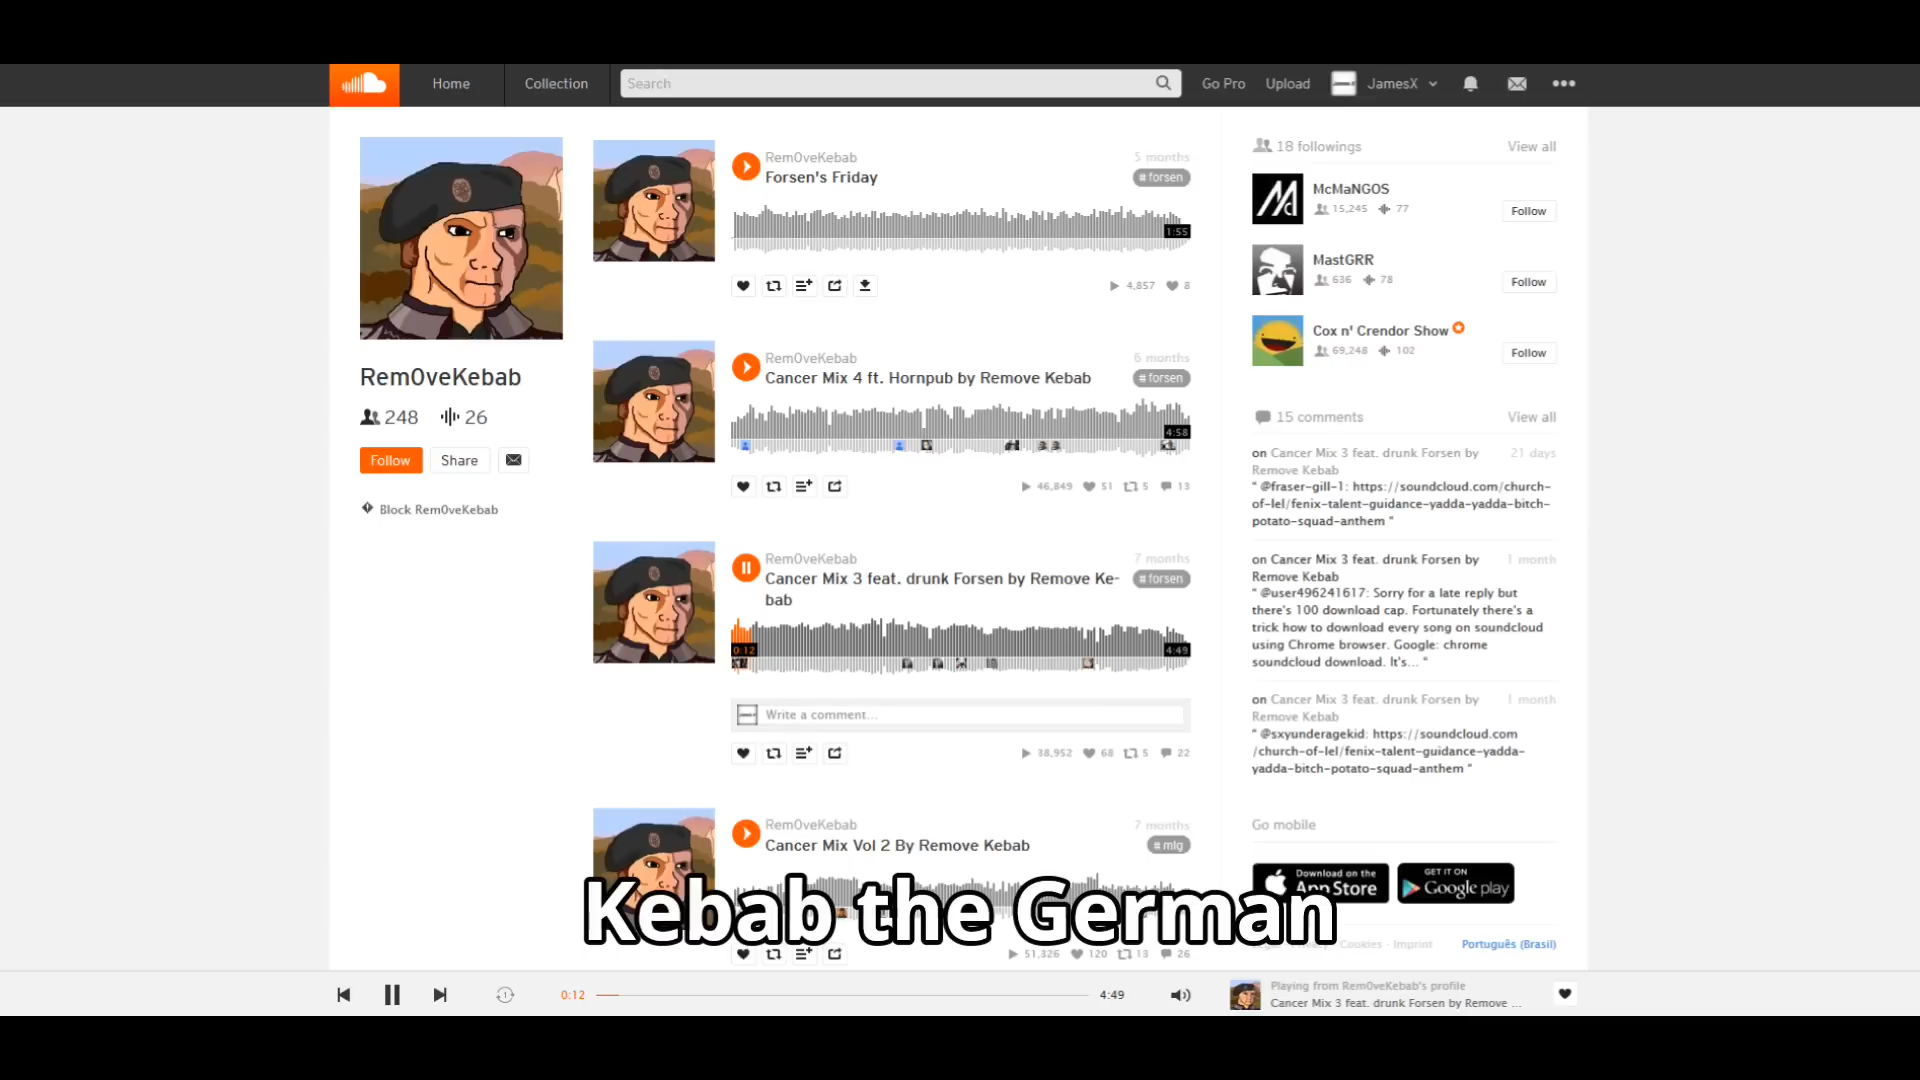 Home
Collection
Search
Go Pro
Upload
JamesX
Rem0veKebab
248
26
Follow
Share
Block Rem0veKebab
Rem0veKebab
5 months
Forsen's Friday
# forsen
1:55
4,857
8
Rem0veKebab
6 months
Cancer Mix 4 ft. Hornpub by Remove Kebab
# forsen
4:58
46,849
51
5
13
Rem0veKebab
7 months
Cancer Mix 3 feat. drunk Forsen by Remove Ke-
bab
# forsen
0:12
4:49
Write a comment...
38,952
68
5
22
Rem0veKebab
7 months
Cancer Mix Vol 2 By Remove Kebab
# mlg
51,326
120
13
26
18 followings
View all
McMaNGOS
15,245
77
Follow
MastGRR
636
78
Follow
Cox n' Crendor Show
69,248
102
Follow
15 comments
View all
on Cancer Mix 3 feat. drunk Forsen by
21 days
Remove Kebab
" @fraser-gill-1: https://soundcloud.com/church-
of-lel/fenix-talent-guidance-yadda-yadda-bitch-
potato-squad-anthem "
on Cancer Mix 3 feat. drunk Forsen by
1 month
Remove Kebab
" @user496241617: Sorry for a late reply but
there's 100 download cap. Fortunately there's a
trick how to download every song on soundcloud
using Chrome browser. Google: chrome
soundcloud download. It's... "
on Cancer Mix 3 feat. drunk Forsen by
1 month
Remove Kebab
" @sxyunderagekid: https://soundcloud.com
/church-of-lel/fenix-talent-guidance-yadda-
yadda-bitch-potato-squad-anthem "
Go mobile
Download on the
App Store
GET IT ON
Google play
Cookies - Imprint
Português (Brasil)
Kebab the German
1
0:12
4:49
Playing from Rem0veKebab's profile
Cancer Mix 3 feat. drunk Forsen by Remove ...